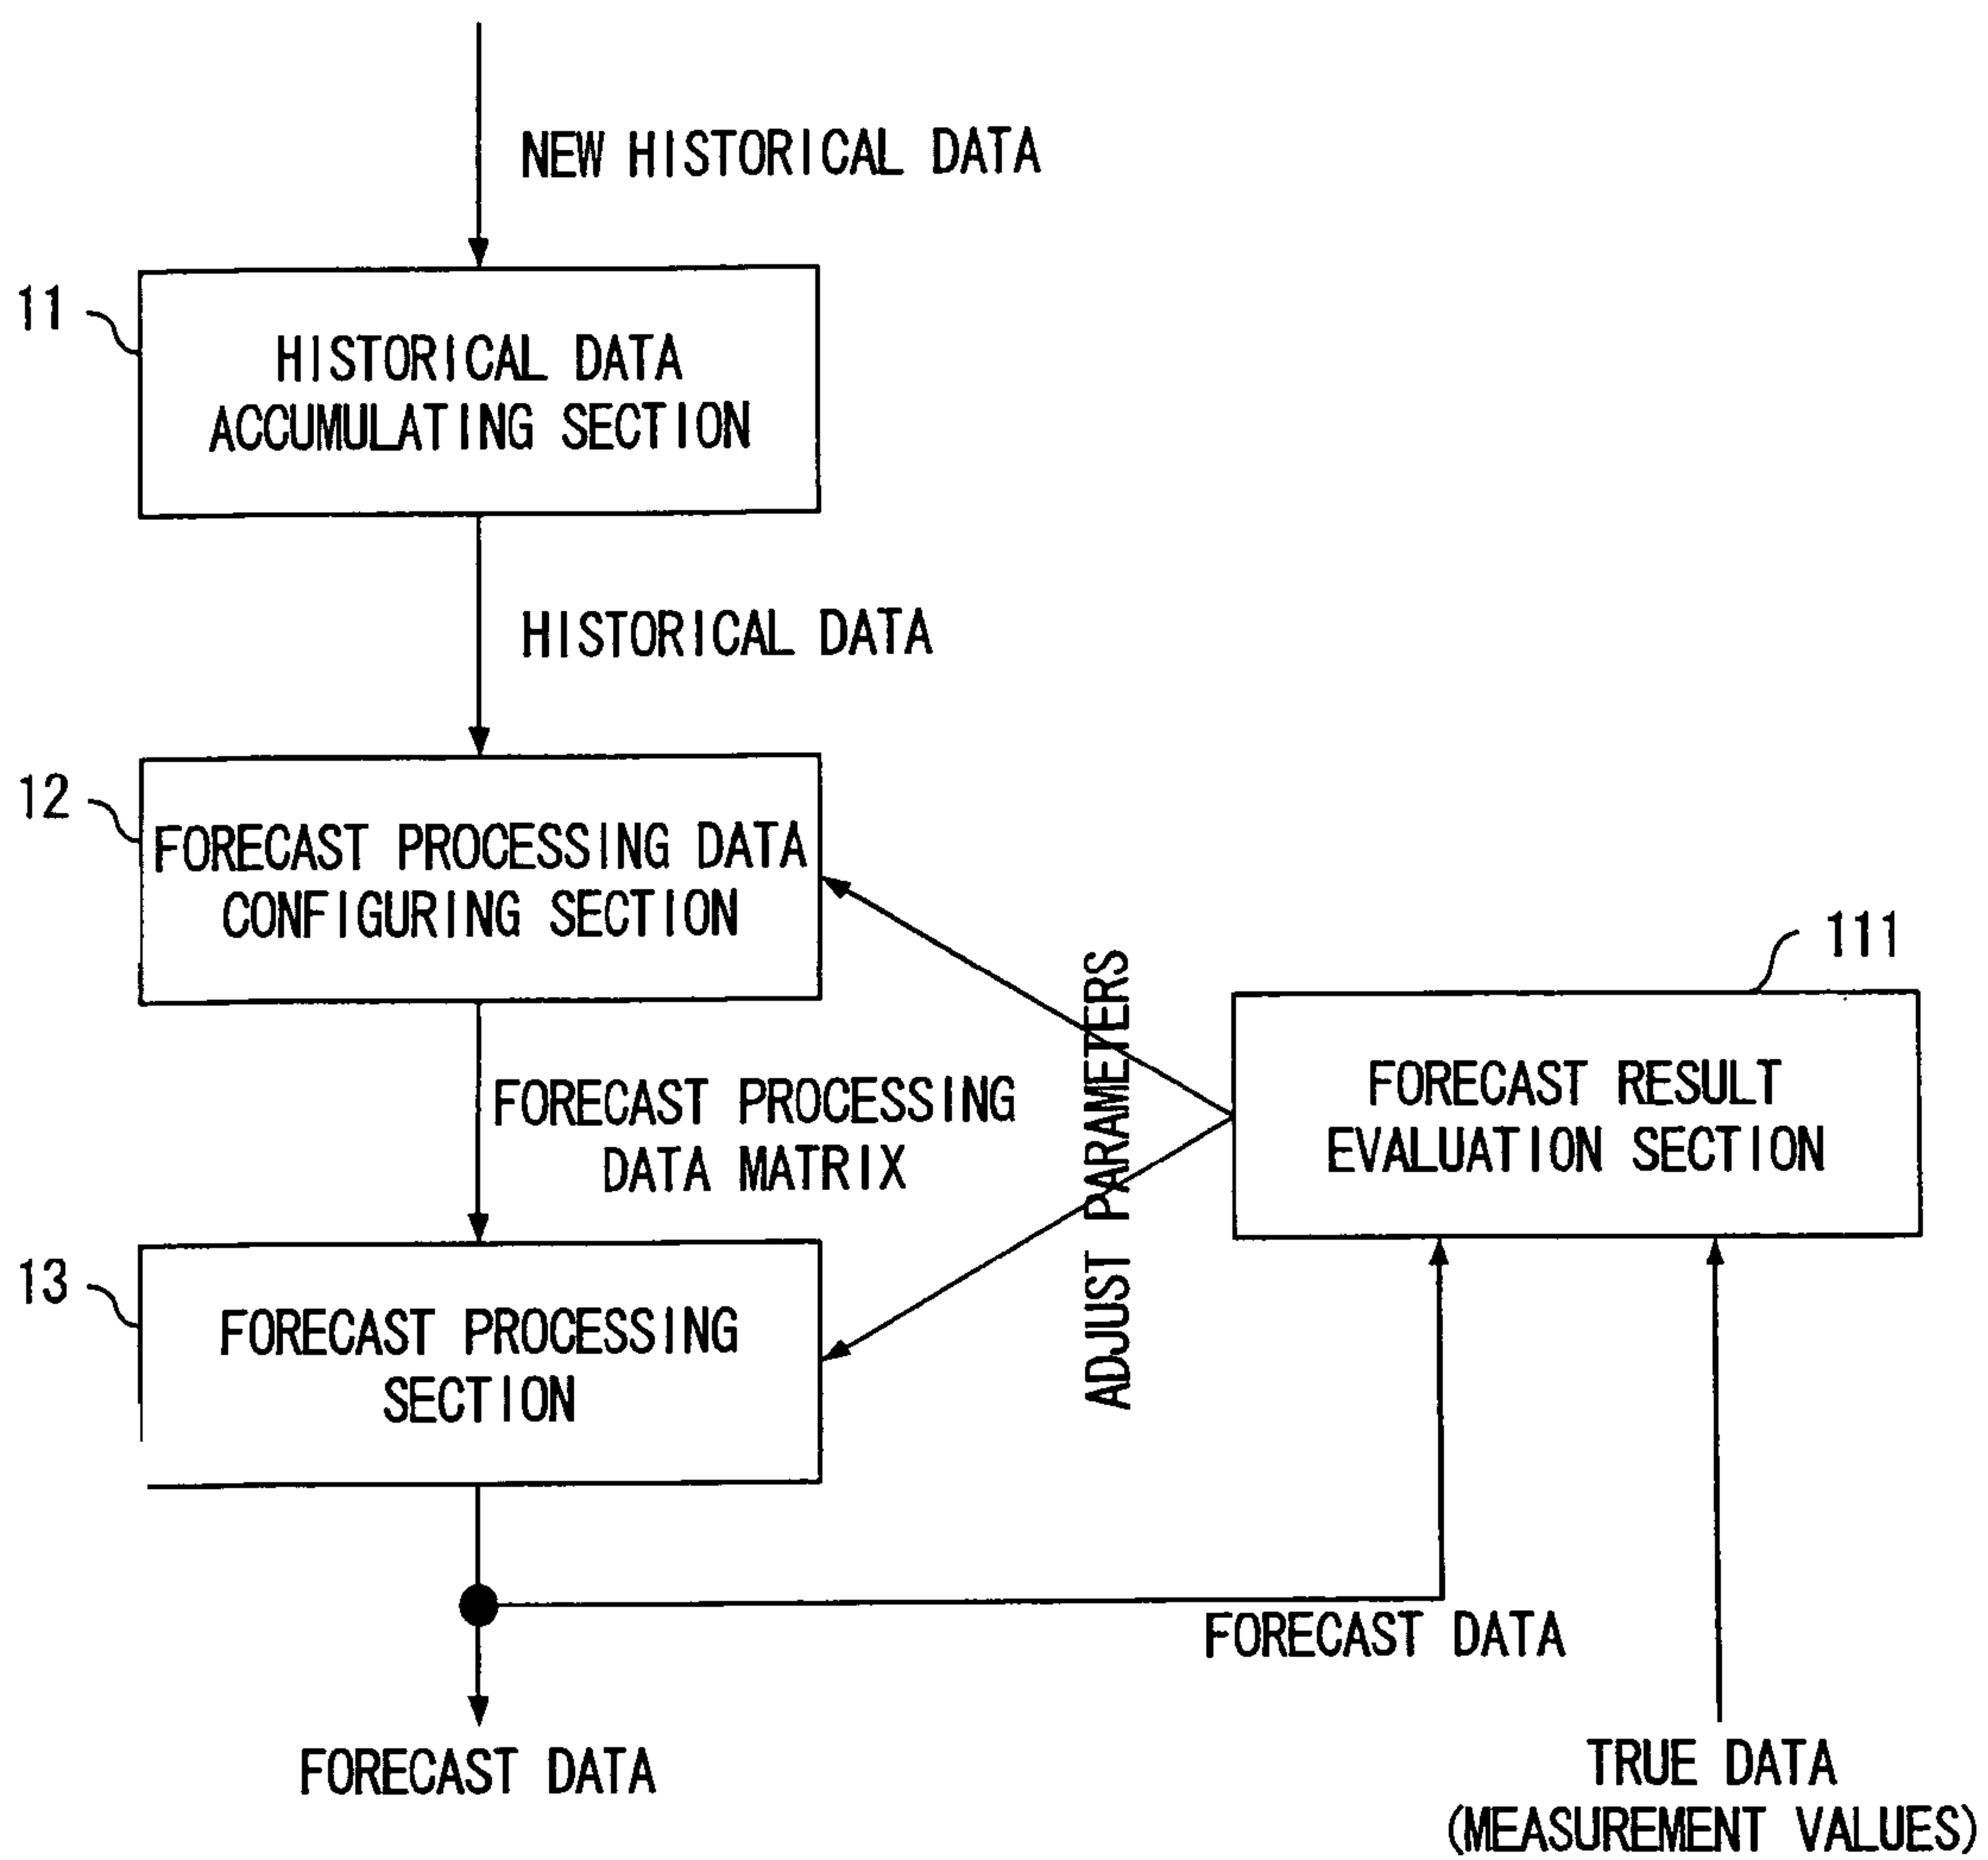 NEW HISTORICAL DATA
11
HISTORICAL DATA
ACCUMULATING SECTION
HISTORICAL DATA
12
FORECAST PROCESSING DATA
CONFIGURING SECTION
111
FORECAST RESULT
EVALUATION SECTION
ADJUST PARAMETERS
FORECAST PROCESSING
DATA MATRIX
13
FORECAST PROCESSING
SECTION
FORECAST DATA
FORECAST DATA
TRUE DATA
(MEASUREMENT VALUES)